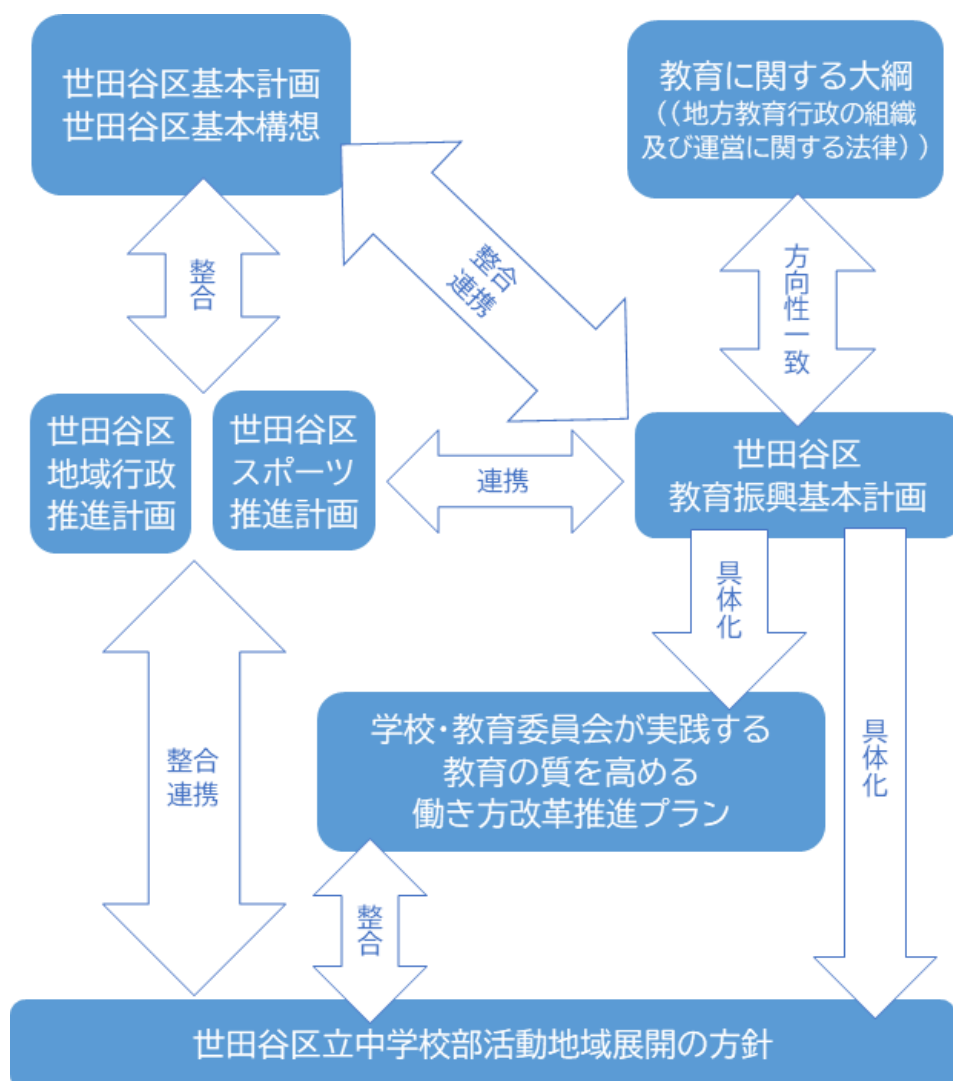 世田谷区基本計画
世田谷区基本構想
教育に関する大綱
((地方教育行政の組織
及び運営に関する法律))
整合
整合
連携
方向性一致
世田谷区
地域行政
推進計画
世田谷区
スポーツ
推進計画
連携
世田谷区
教育振興基本計画
具体化
具体化
整合
連携
学校・教育委員会が実践する
教育の質を高める
働き方改革推進プラン
整合
世田谷区立中学校部活動地域展開の方針